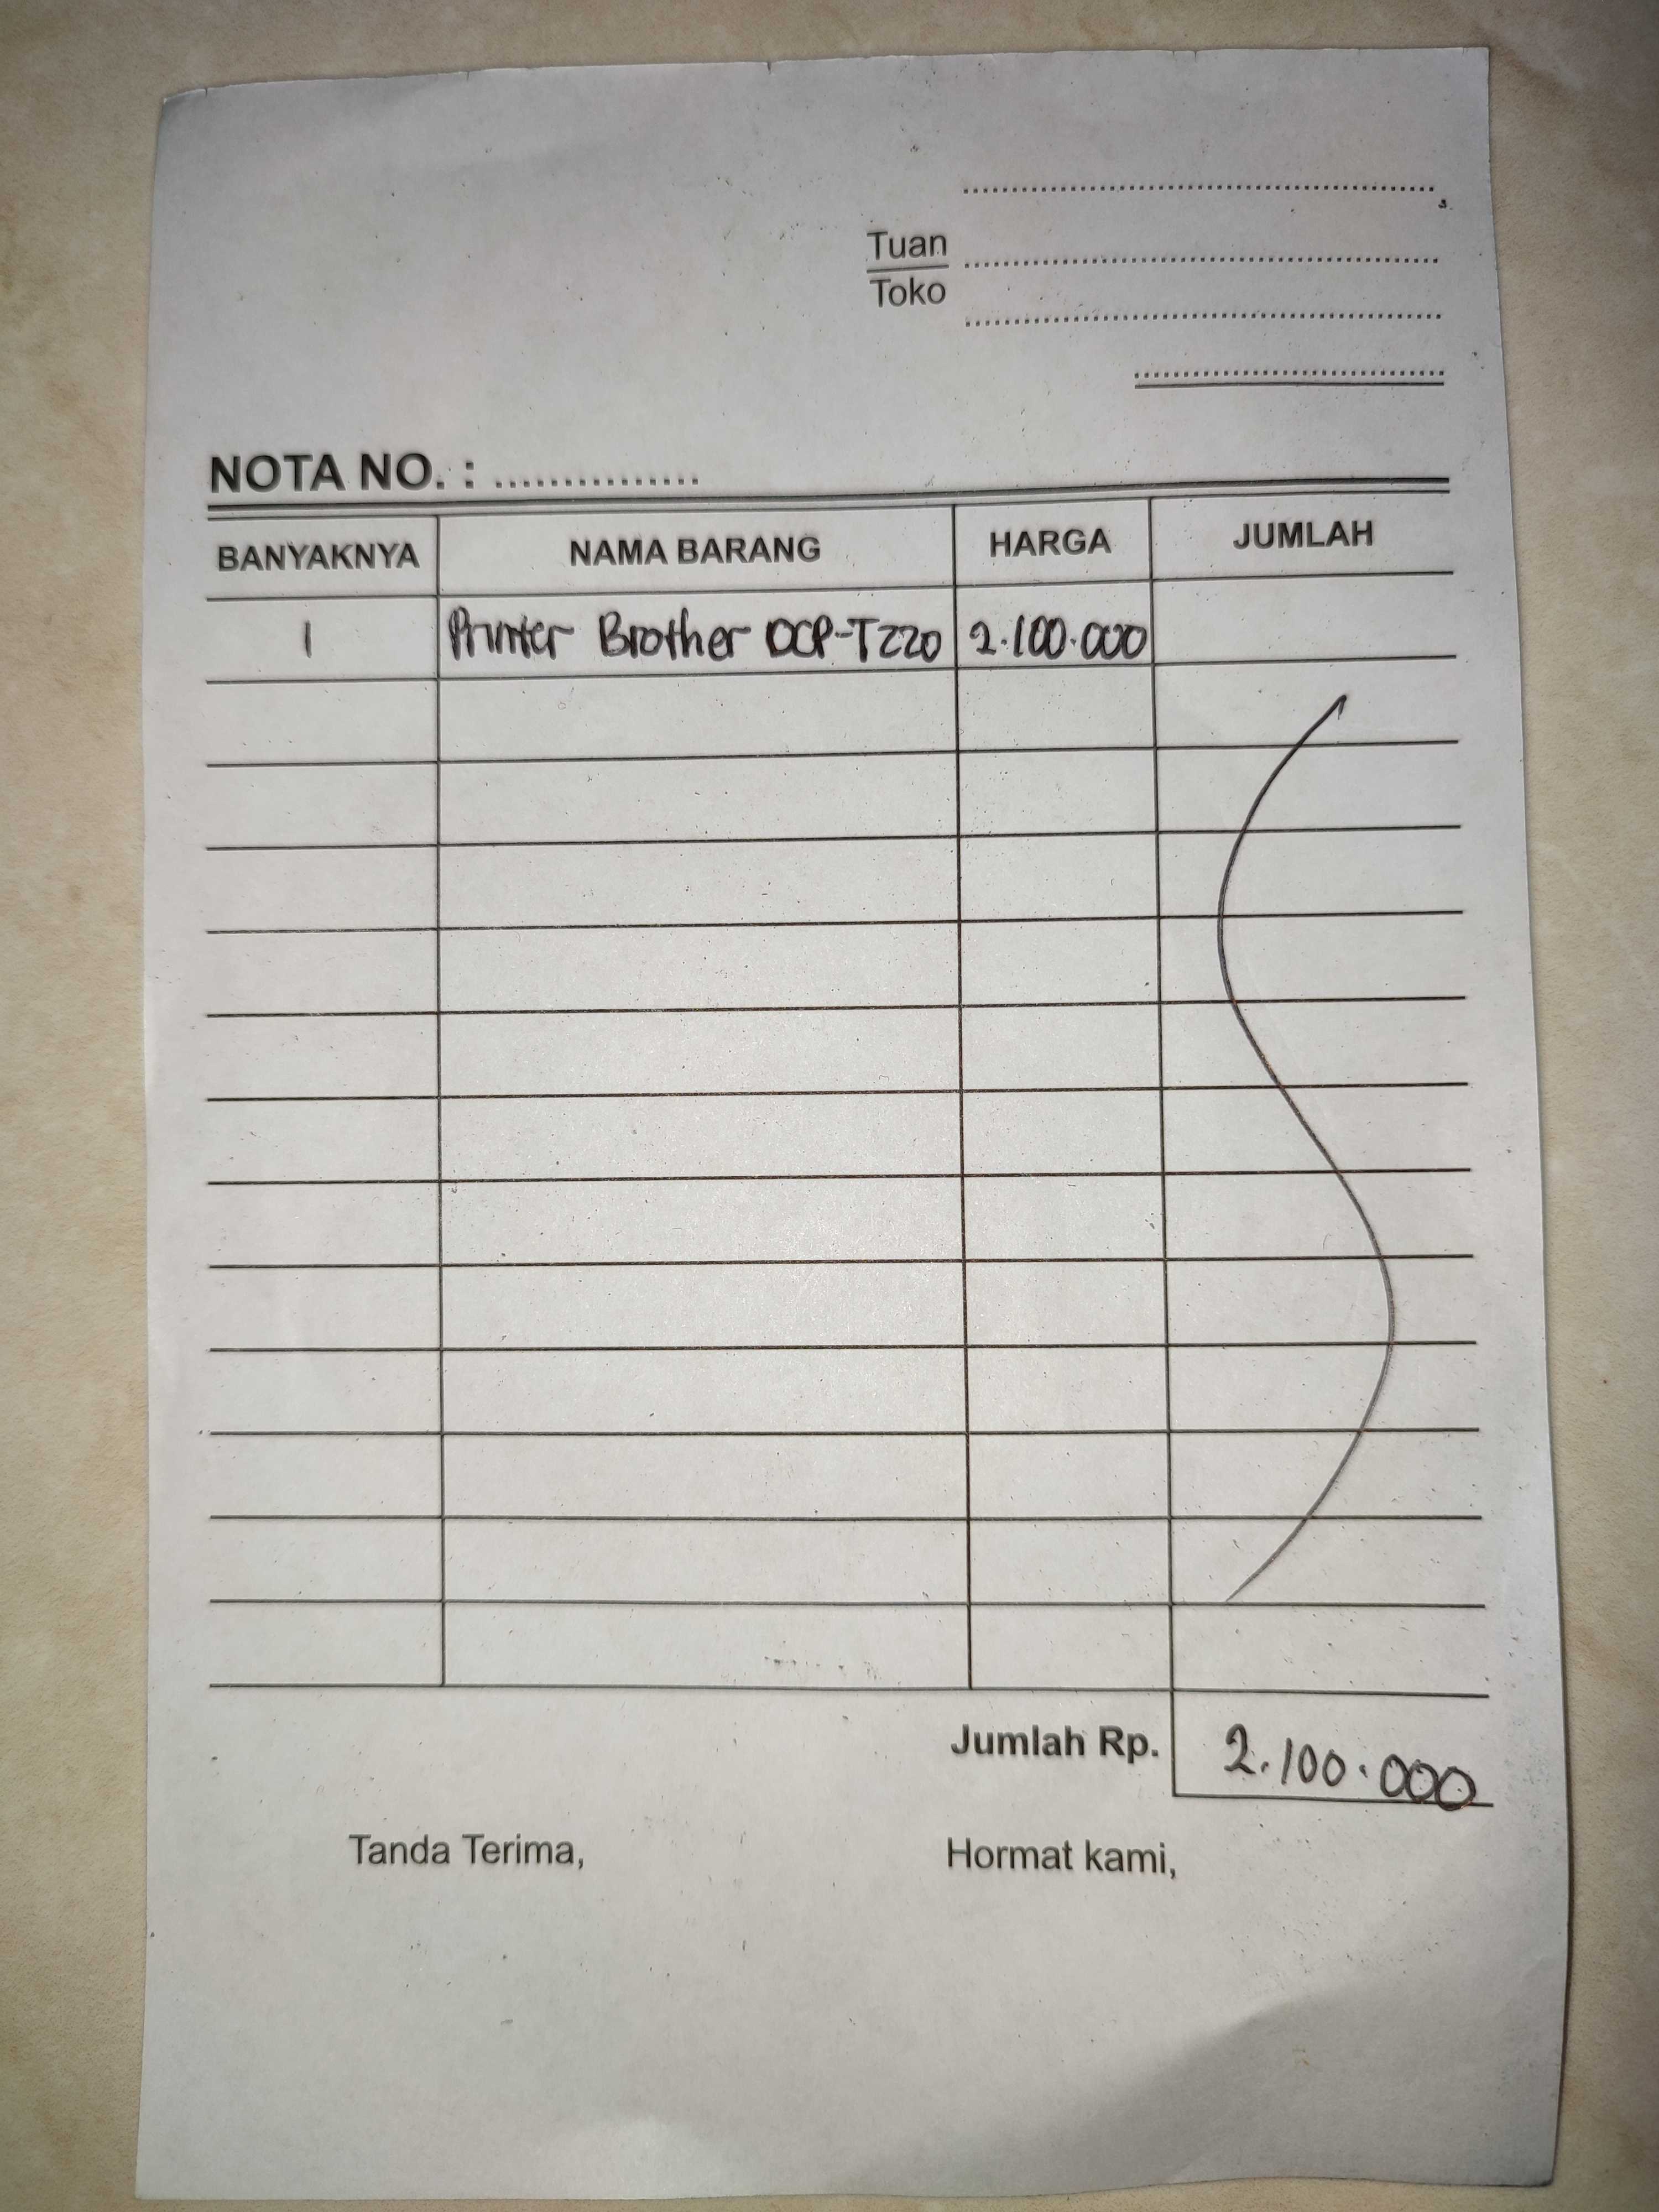 Tuan
Toko
NOTA NO. : ...............
BANYAKNYA NAMA BARANG HARGA JUMLAH
1 Printer Brother DCP-T220 2.100.000
Jumlah Rp. 2.100.000
Tanda Terima, Hormat kami,